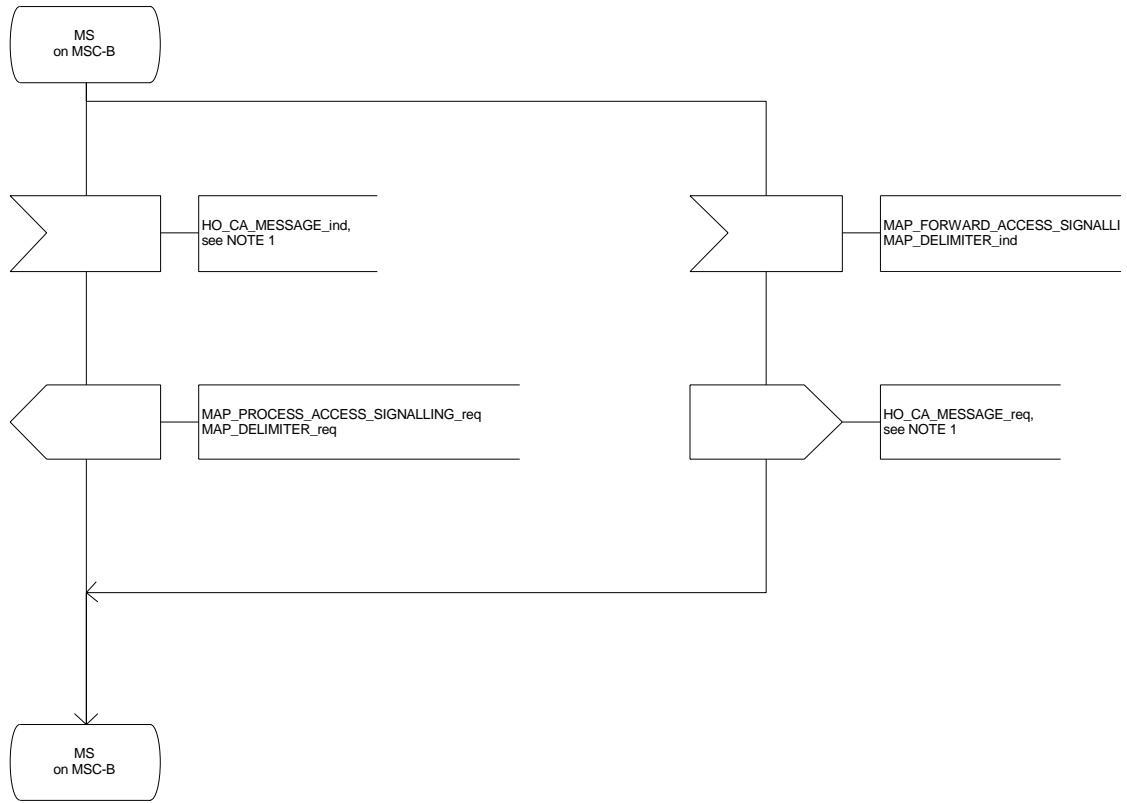 MS
on MSC-B
HO_CA_MESSAGE_ind,
see NOTE 1
MAP_FORWARD_ACCESS_SIGNALLI
MAP_DELIMITER_ind
MAP_PROCESS_ACCESS_SIGNALLING_req
MAP_DELIMITER_req
HO_CA_MESSAGE_req,
see NOTE 1
MS
on MSC-B